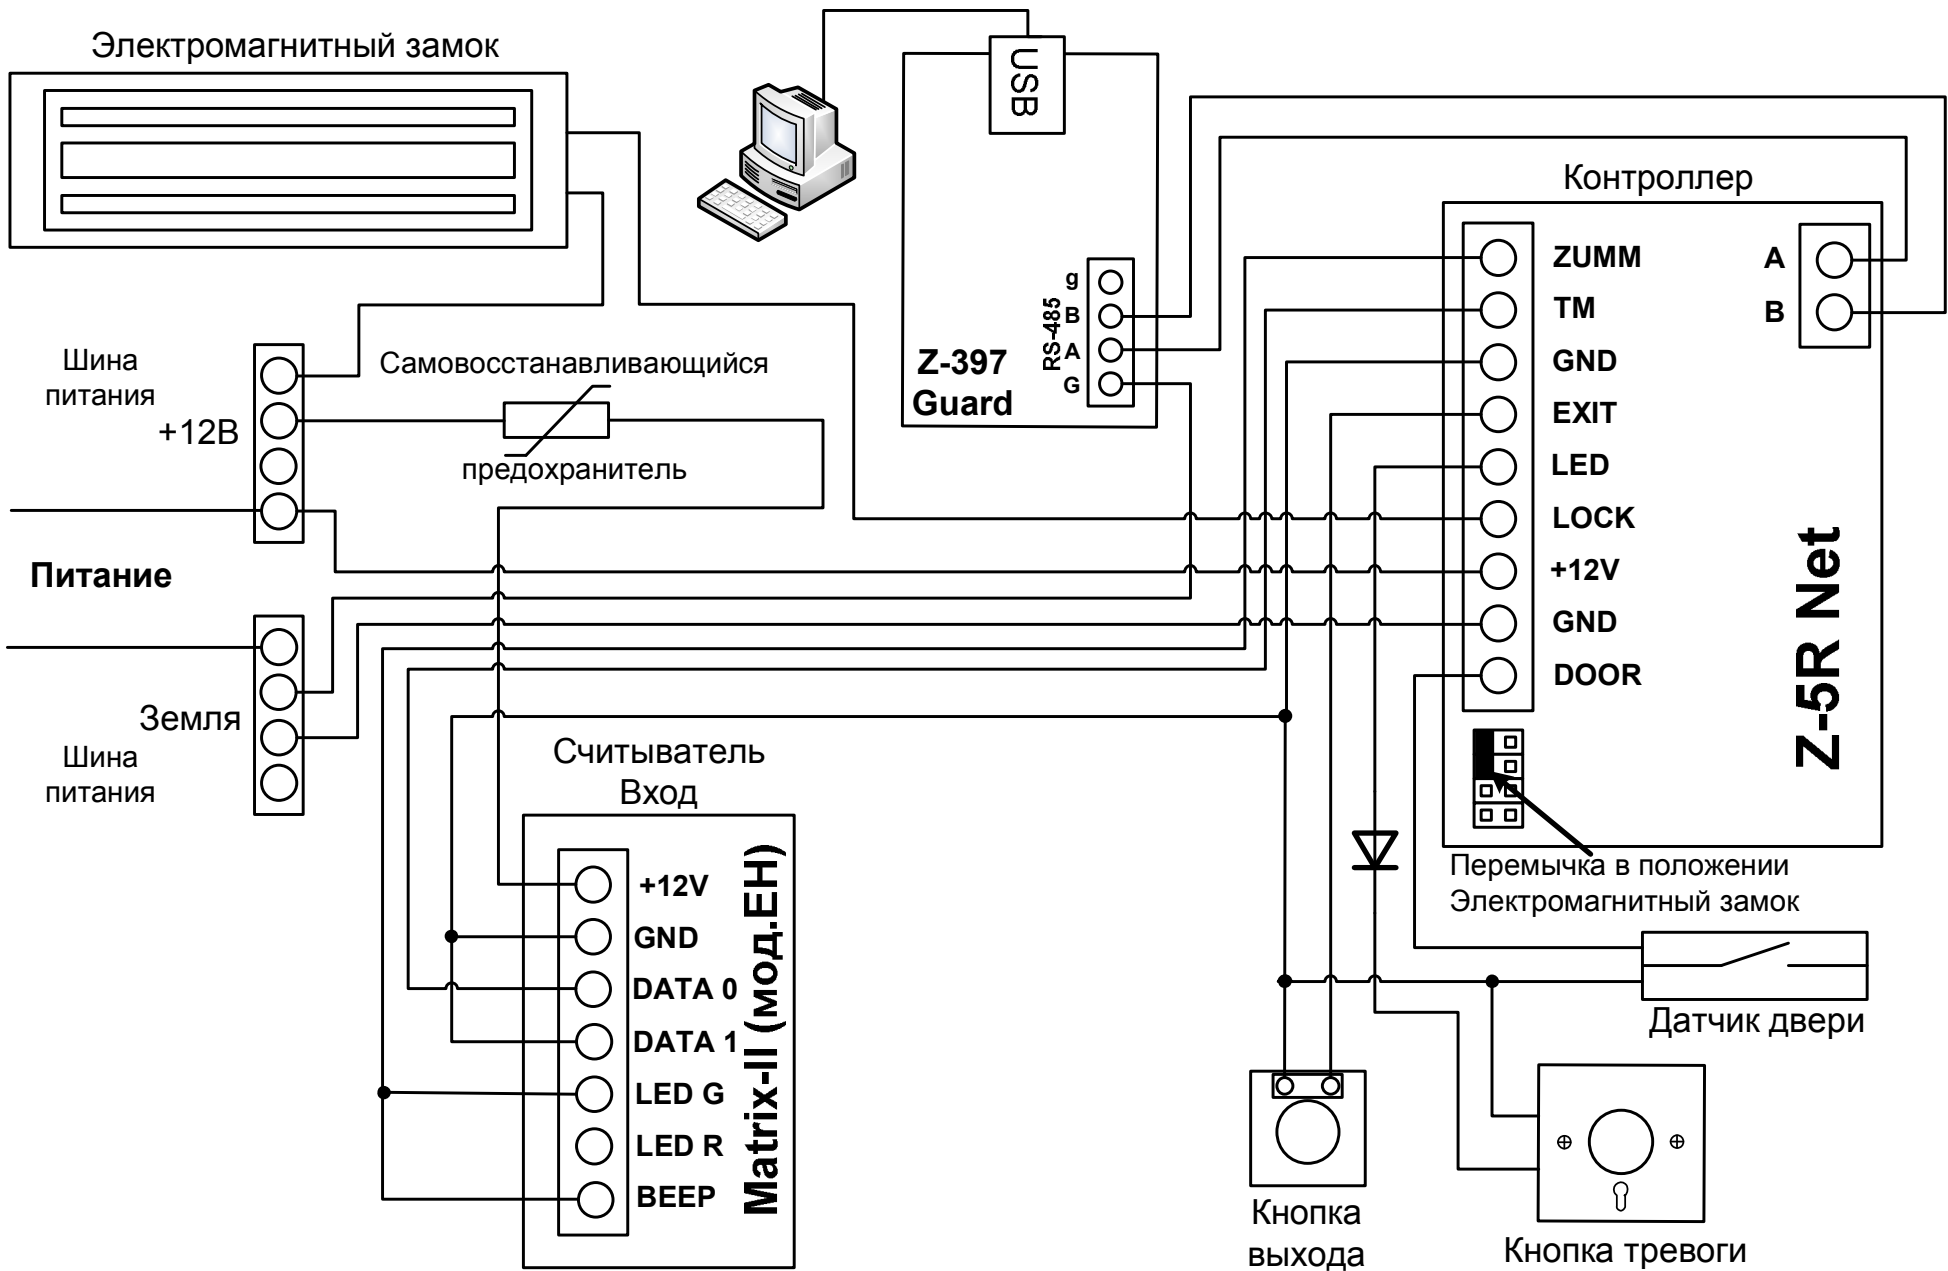 Электромагнитный замок
USB
Контроллер
ZUMM
TM
GND
EXIT
LED
LOCK
+12V
GND
DOOR
A
B
Z-5R Net
g
B
A
G
RS-485
Z-397
Guard
Шина
питания
+12В
Самовосстанавливающийся
предохранитель
Питание
Земля
Шина
питания
Считыватель
Вход
+12V
GND
DATA 0
DATA 1
LED G
LED R
BEEP
Matrix-II (мод.EH)
Перемычка в положении
Электромагнитный замок
Датчик двери
Кнопка
выхода
Кнопка тревоги